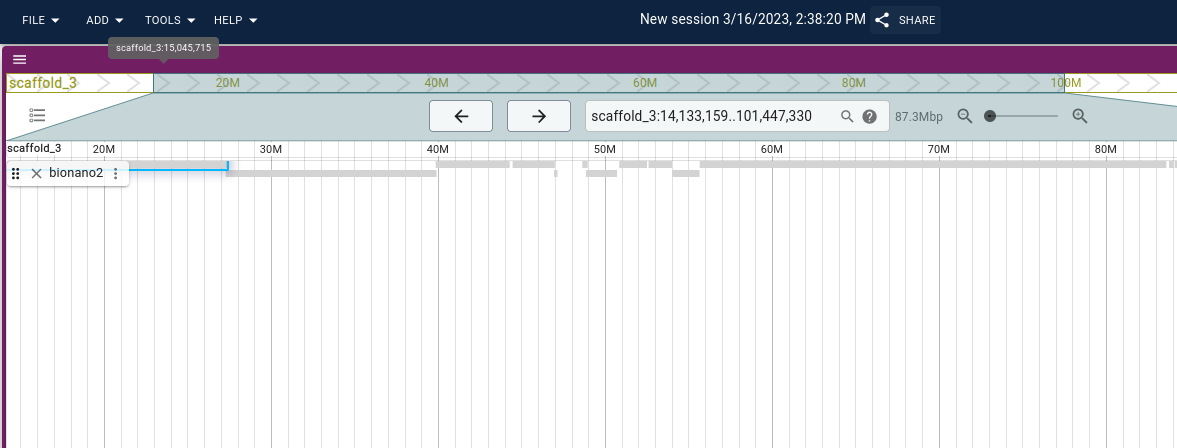 FILE ADD TOOLS HELP New session 3/16/2023, 2:38:20 PM SHARE
scaffold_3:15,045,715
scaffold_3 20M 40M 60M 80M 100M
scaffold_3:14,133,159..101,447,330 87.3Mbp
scaffold_3 20M 30M 40M 50M 60M 70M 80M
bionano2